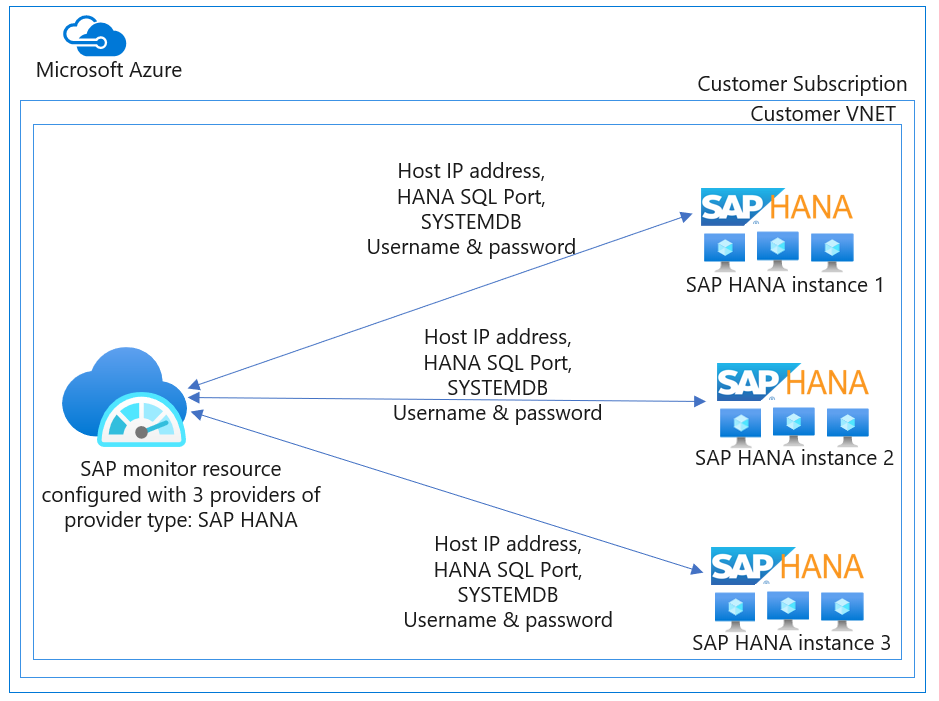 Microsoft Azure
Customer Subscription
Customer VNET
Host IP address,
HANA SQL Port,
SYSTEMDB
Username & password
SAP HANA
SAP HANA instance 1
Host IP address,
HANA SQL Port,
SYSTEMDB
Username & password
SAP HANA
SAP HANA instance 2
SAP monitor resource
configured with 3 providers of
provider type: SAP HANA
Host IP address,
HANA SQL Port,
SYSTEMDB
Username & password
SAP HANA
SAP HANA instance 3